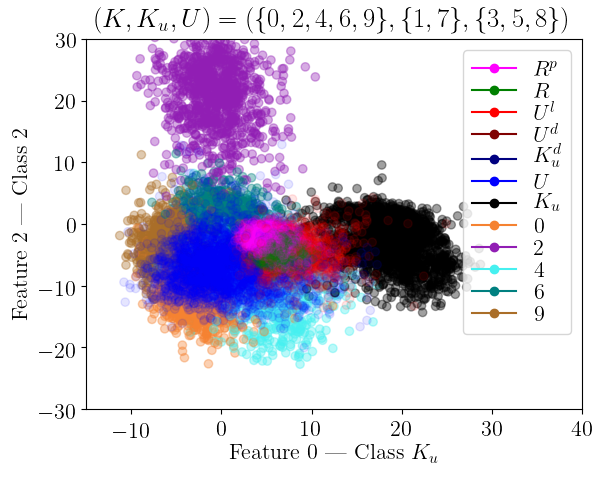 (K, K_u, U) = ({0, 2, 4, 6, 9}, {1, 7}, {3, 5, 8})
30
20
10
0
−10
−20
−30
Feature 2 — Class 2
R^p
R
U^l
U^d
K_u^d
U
K_u
0
2
4
6
9
−10
0
10
20
30
40
Feature 0 — Class K_u